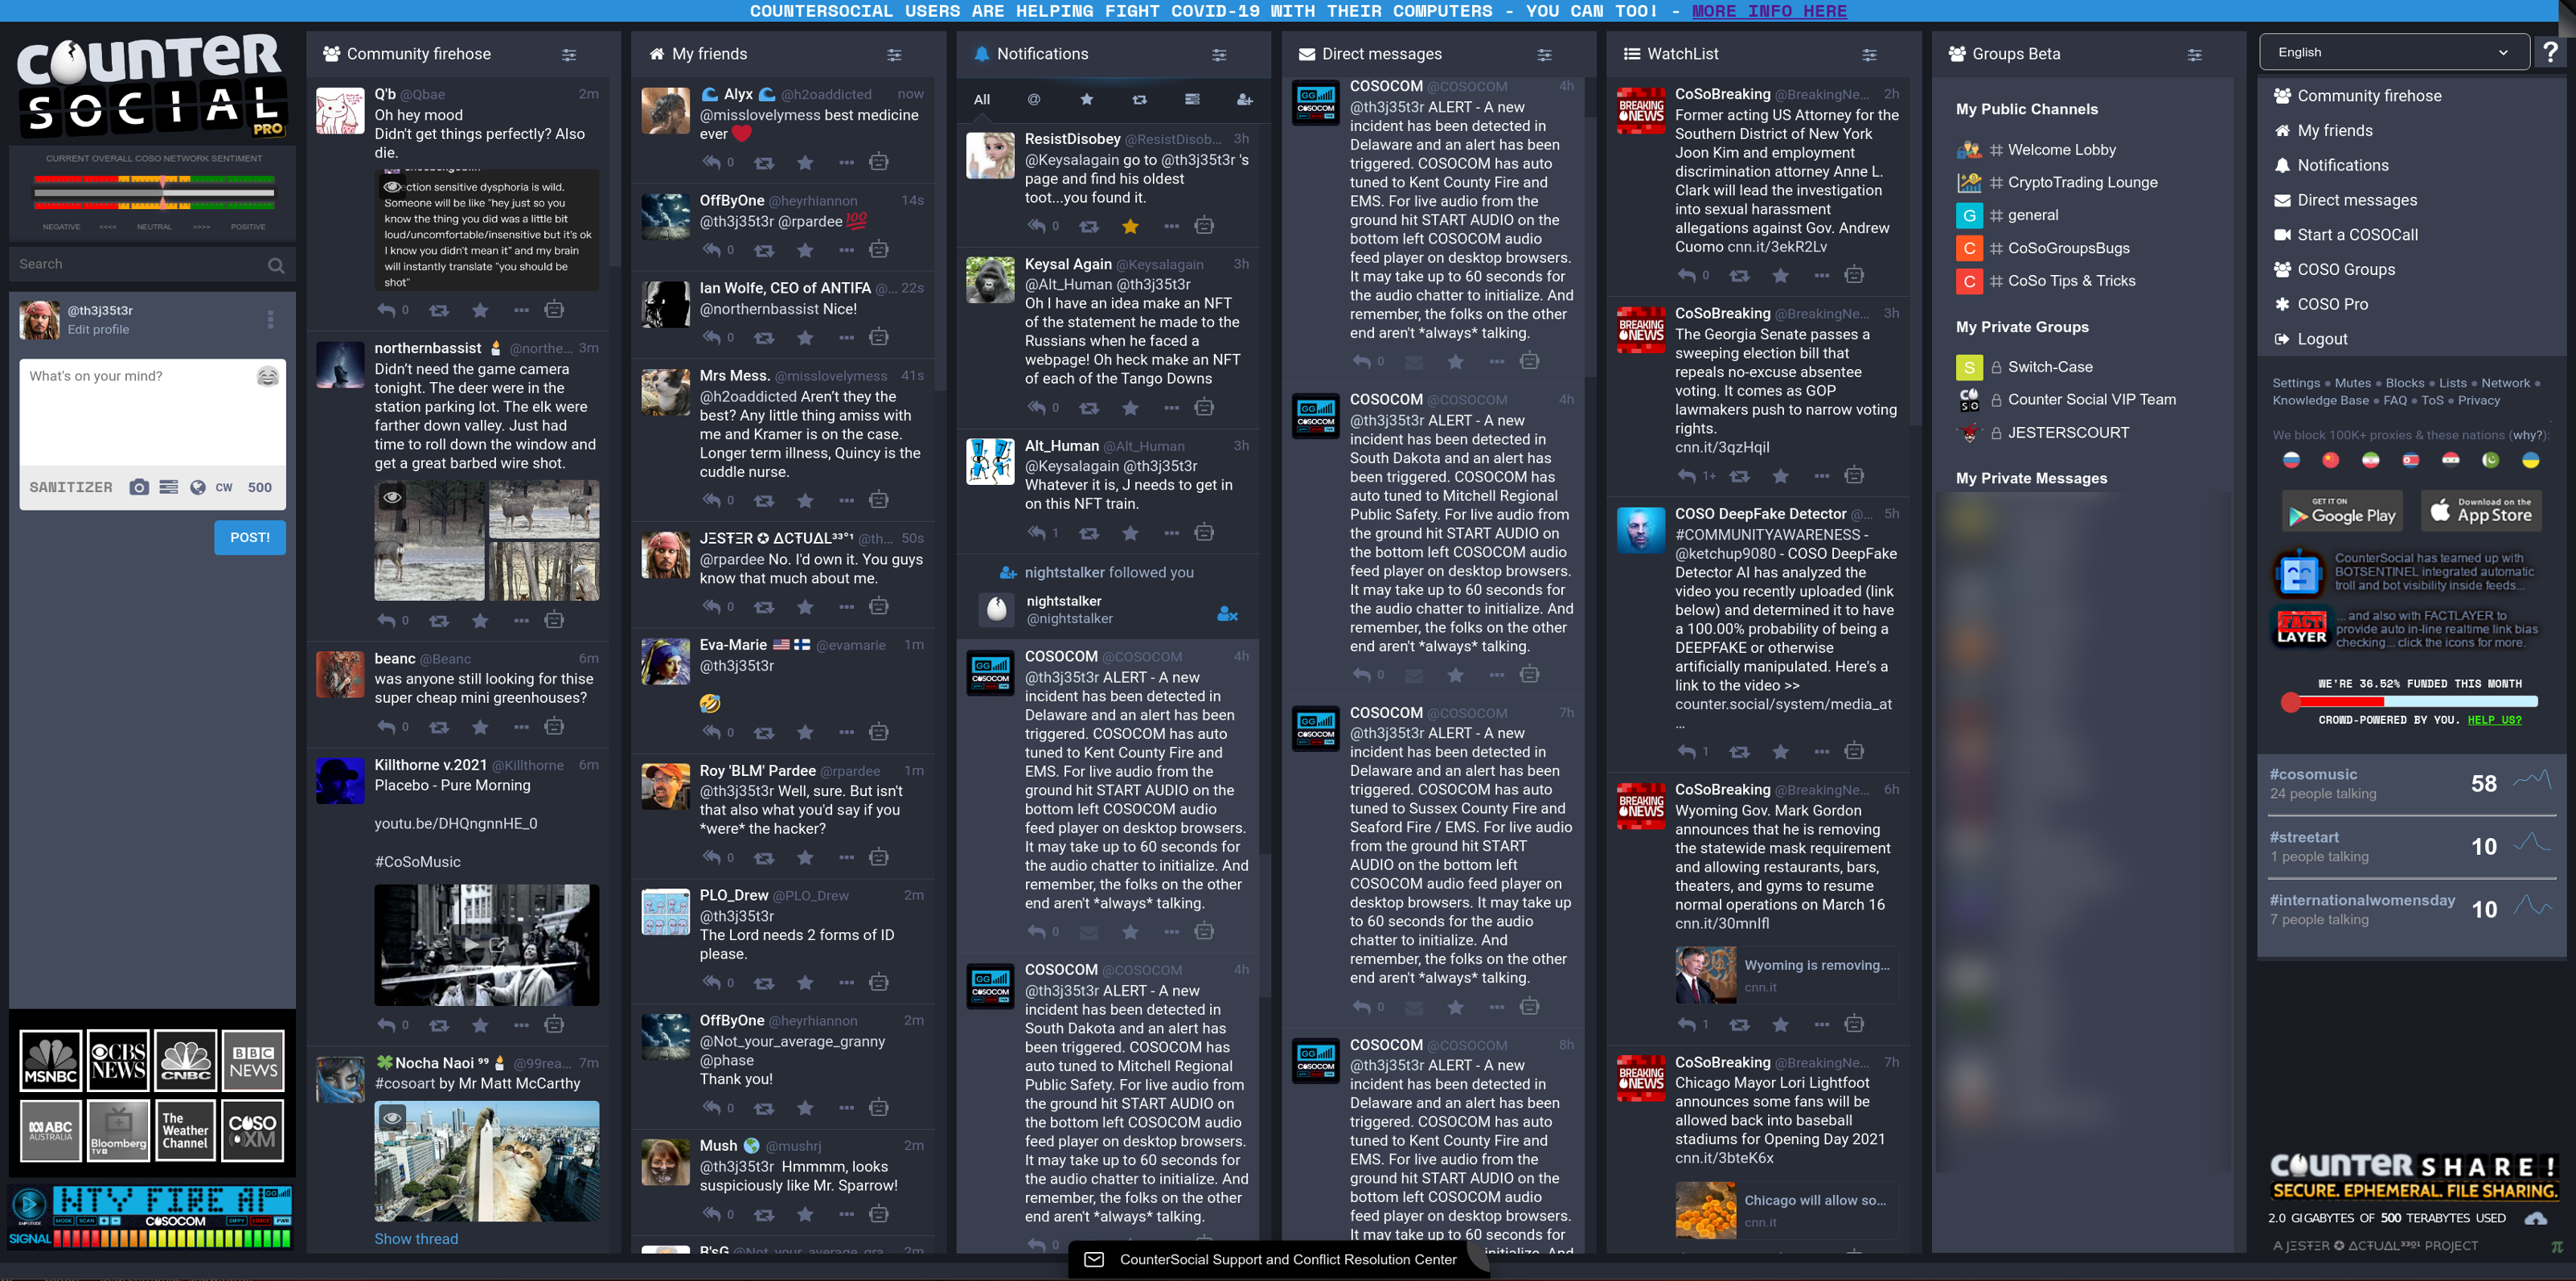 COUNTERSOCIAL USERS ARE HELPING FIGHT COVID-19 WITH THEIR COMPUTERS - YOU CAN TOO! - MORE INFO HERE
COUNTER
SOCIAL
PRO
CURRENT OVERALL COSO NETWORK SENTIMENT
NEGATIVE <<<< NEUTRAL >>>> POSITIVE
Search
@th3j35t3r
Edit profile
What's on your mind?
SANITIZER CW 500
POST!
MSNBC
CBS NEWS
CNBC
BBC NEWS
ABC AUSTRALIA
Bloomberg TV+
The Weather Channel
COSO XM
NTY FIRE A
MODE SCAN + - COSOCOM
SIGNAL
Community firehose
Q'b @Qbae 2m
Oh hey mood
Didn't get things perfectly? Also
die.
ction sensitive dysphoria is wild.
Someone will be like "hey just so you
know the thing you did was a little bit
loud/uncomfortable/insensitive but it's ok
I know you didn't mean it" and my brain
will instantly translate "you should be
shot"
0
northernbassist @northe... 3m
Didn’t need the game camera
tonight. The deer were in the
station parking lot. The elk were
farther down valley. Just had
time to roll down the window and
get a great barbed wire shot.
0
beanc @Beanc 6m
was anyone still looking for thise
super cheap mini greenhouses?
0
Killthorne v.2021 @Killthorne 6m
Placebo - Pure Morning
youtu.be/DHQngnnHE_0
#CoSoMusic
0
🍀Nocha Naoi ⁹⁹ @99rea... 7m
#cosoart by Mr Matt McCarthy
Show thread
My friends
🌊 Alyx 🌊 @h2oaddicted now
@misslovelymess best medicine
ever ❤️
0
OffByOne @heyrhiannon 14s
@th3j35t3r @rpardee 💯
0
Ian Wolfe, CEO of ANTIFA @... 22s
@northernbassist Nice!
0
Mrs Mess. @misslovelymess 41s
@h2oaddicted Aren’t they the
best? Any little thing amiss with
me and Kramer is on the case.
Longer term illness, Quincy is the
cuddle nurse.
0
JΞSŦΞR ✪ ΔCŦUΔL³³°¹ @th... 50s
@rpardee No. I'd own it. You guys
know that much about me.
0
Eva-Marie 🇺🇸🇫🇮 @evamarie 1m
@th3j35t3r
🤣
0
Roy 'BLM' Pardee @rpardee 1m
@th3j35t3r Well, sure. But isn't
that also what you'd say if you
*were* the hacker?
0
PLO_Drew @PLO_Drew 2m
@th3j35t3r
The Lord needs 2 forms of ID
please.
0
OffByOne @heyrhiannon 2m
@Not_your_average_granny
@phase
Thank you!
0
Mush 🌎 @mushrj 2m
@th3j35t3r Hmmmm, looks
suspiciously like Mr. Sparrow!
0
B'sG @Not_your_average_gra... 2m
Notifications
All
ResistDisobey @ResistDisob... 3h
@Keysalagain go to @th3j35t3r 's
page and find his oldest
toot...you found it.
0
Keysal Again @Keysalagain 3h
@Alt_Human @th3j35t3r
Oh I have an idea make an NFT
of the statement he made to the
Russians when he faced a
webpage! Oh heck make an NFT
of each of the Tango Downs
0
Alt_Human @Alt_Human 3h
@Keysalagain @th3j35t3r
Whatever it is, J needs to get in
on this NFT train.
1
nightstalker followed you
nightstalker
@nightstalker
COSOCOM @COSOCOM 4h
@th3j35t3r ALERT - A new
incident has been detected in
Delaware and an alert has been
triggered. COSOCOM has auto
tuned to Kent County Fire and
EMS. For live audio from the
ground hit START AUDIO on the
bottom left COSOCOM audio
feed player on desktop browsers.
It may take up to 60 seconds for
the audio chatter to initialize. And
remember, the folks on the other
end aren't *always* talking.
0
COSOCOM @COSOCOM 4h
@th3j35t3r ALERT - A new
incident has been detected in
South Dakota and an alert has
been triggered. COSOCOM has
auto tuned to Mitchell Regional
Public Safety. For live audio from
the ground hit START AUDIO on
the bottom left COSOCOM audio
feed player on desktop browsers.
It may take up to 60 seconds for
the audio chatter to initialize. And
remember, the folks on the other
end aren't *always* talking.
0
Direct messages
COSOCOM @COSOCOM 4h
@th3j35t3r ALERT - A new
incident has been detected in
Delaware and an alert has been
triggered. COSOCOM has auto
tuned to Kent County Fire and
EMS. For live audio from the
ground hit START AUDIO on the
bottom left COSOCOM audio
feed player on desktop browsers.
It may take up to 60 seconds for
the audio chatter to initialize. And
remember, the folks on the other
end aren't *always* talking.
0
COSOCOM @COSOCOM 4h
@th3j35t3r ALERT - A new
incident has been detected in
South Dakota and an alert has
been triggered. COSOCOM has
auto tuned to Mitchell Regional
Public Safety. For live audio from
the ground hit START AUDIO on
the bottom left COSOCOM audio
feed player on desktop browsers.
It may take up to 60 seconds for
the audio chatter to initialize. And
remember, the folks on the other
end aren't *always* talking.
0
COSOCOM @COSOCOM 7h
@th3j35t3r ALERT - A new
incident has been detected in
Delaware and an alert has been
triggered. COSOCOM has auto
tuned to Sussex County Fire and
Seaford Fire / EMS. For live audio
from the ground hit START
AUDIO on the bottom left
COSOCOM audio feed player on
desktop browsers. It may take up
to 60 seconds for the audio
chatter to initialize. And
remember, the folks on the other
end aren't *always* talking.
0
COSOCOM @COSOCOM 8h
@th3j35t3r ALERT - A new
incident has been detected in
Delaware and an alert has been
triggered. COSOCOM has auto
tuned to Kent County Fire and
EMS. For live audio from the
ground hit START AUDIO on the
bottom left COSOCOM audio
feed player on desktop browsers.
It may take up to 60 seconds for
initialize. And
WatchList
CoSoBreaking @BreakingNe... 2h
Former acting US Attorney for the
Southern District of New York
Joon Kim and employment
discrimination attorney Anne L.
Clark will lead the investigation
into sexual harassment
allegations against Gov. Andrew
Cuomo cnn.it/3ekR2Lv
0
CoSoBreaking @BreakingNe... 3h
The Georgia Senate passes a
sweeping election bill that
repeals no-excuse absentee
voting. It comes as GOP
lawmakers push to narrow voting
rights.
cnn.it/3qzHqiI
1+
COSO DeepFake Detector @... 5h
#COMMUNITYAWARENESS -
@ketchup9080 - COSO DeepFake
Detector AI has analyzed the
video you recently uploaded (link
below) and determined it to have
a 100.00% probability of being a
DEEPFAKE or otherwise
artificially manipulated. Here's a
link to the video >>
counter.social/system/media_at
...
1
CoSoBreaking @BreakingNe... 6h
Wyoming Gov. Mark Gordon
announces that he is removing
the statewide mask requirement
and allowing restaurants, bars,
theaters, and gyms to resume
normal operations on March 16
cnn.it/30mnIfl
Wyoming is removing...
cnn.it
1
CoSoBreaking @BreakingNe... 7h
Chicago Mayor Lori Lightfoot
announces some fans will be
allowed back into baseball
stadiums for Opening Day 2021
cnn.it/3bteK6x
Chicago will allow so...
cnn.it
Groups Beta
My Public Channels
# Welcome Lobby
# CryptoTrading Lounge
G # general
C # CoSoGroupsBugs
C # CoSo Tips & Tricks
My Private Groups
S Switch-Case
Counter Social VIP Team
JESTERSCOURT
My Private Messages
English
?
Community firehose
My friends
Notifications
Direct messages
Start a COSOCall
COSO Groups
COSO Pro
Logout
Settings • Mutes • Blocks • Lists • Network •
Knowledge Base • FAQ • ToS • Privacy
We block 100K+ proxies & these nations (why?):
GET IT ON Google Play
Download on the App Store
CounterSocial has teamed up with
BOTSENTINEL integrated automatic
troll and bot visibility inside feeds...
FACT LAYER
... and also with FACTLAYER to
provide auto in-line realtime link bias
checking... click the icons for more.
WE'RE 36.52% FUNDED THIS MONTH
CROWD-POWERED BY YOU. HELP US?
#cosomusic 58
24 people talking
#streetart 10
1 people talking
#internationalwomensday 10
7 people talking
COUNTER SHARE!
SECURE. EPHEMERAL. FILE SHARING.
2.0 GIGABYTES OF 500 TERABYTES USED
A JΞSŦΞR ✪ ΔCŦUΔL³³º¹ PROJECT
π
CounterSocial Support and Conflict Resolution Center